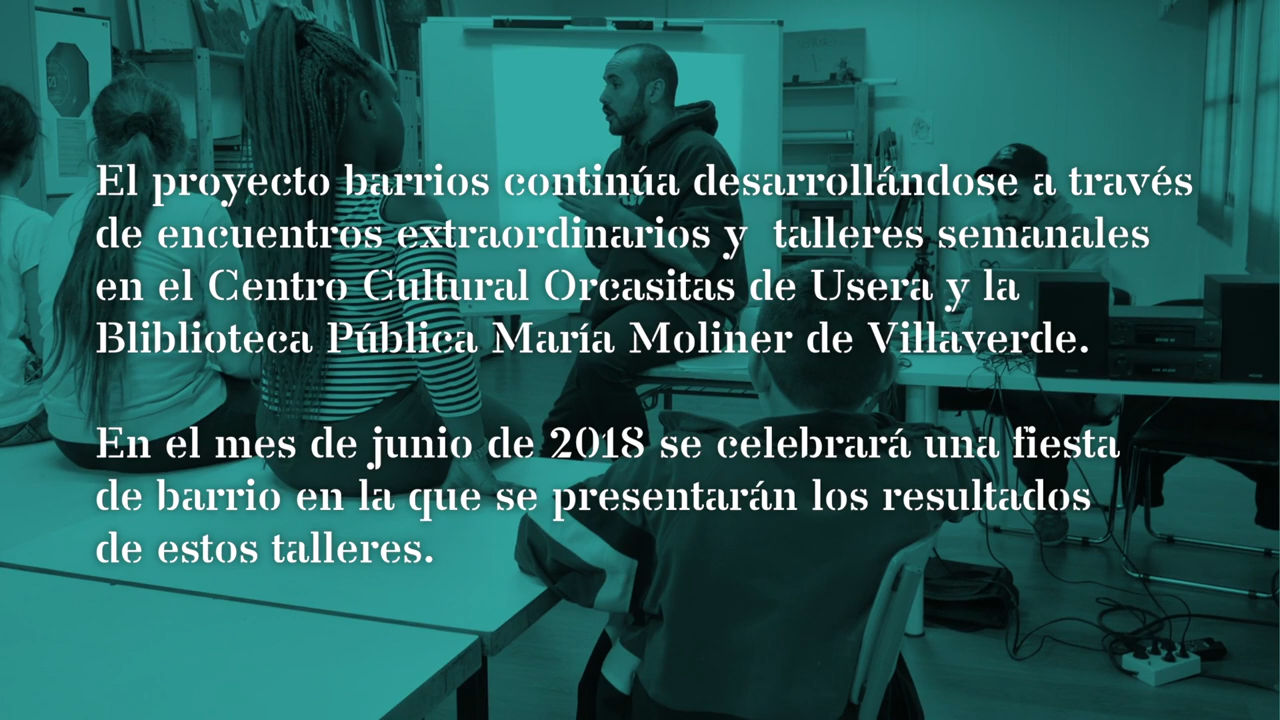 El proyecto barrios continúa desarrollándose a través
de encuentros extraordinarios y  talleres semanales
en el Centro Cultural Orcasitas de Usera y la
Bliblioteca Pública María Moliner de Villaverde.
En el mes de junio de 2018 se celebrará una fiesta
de barrio en la que se presentarán los resultados
de estos talleres.